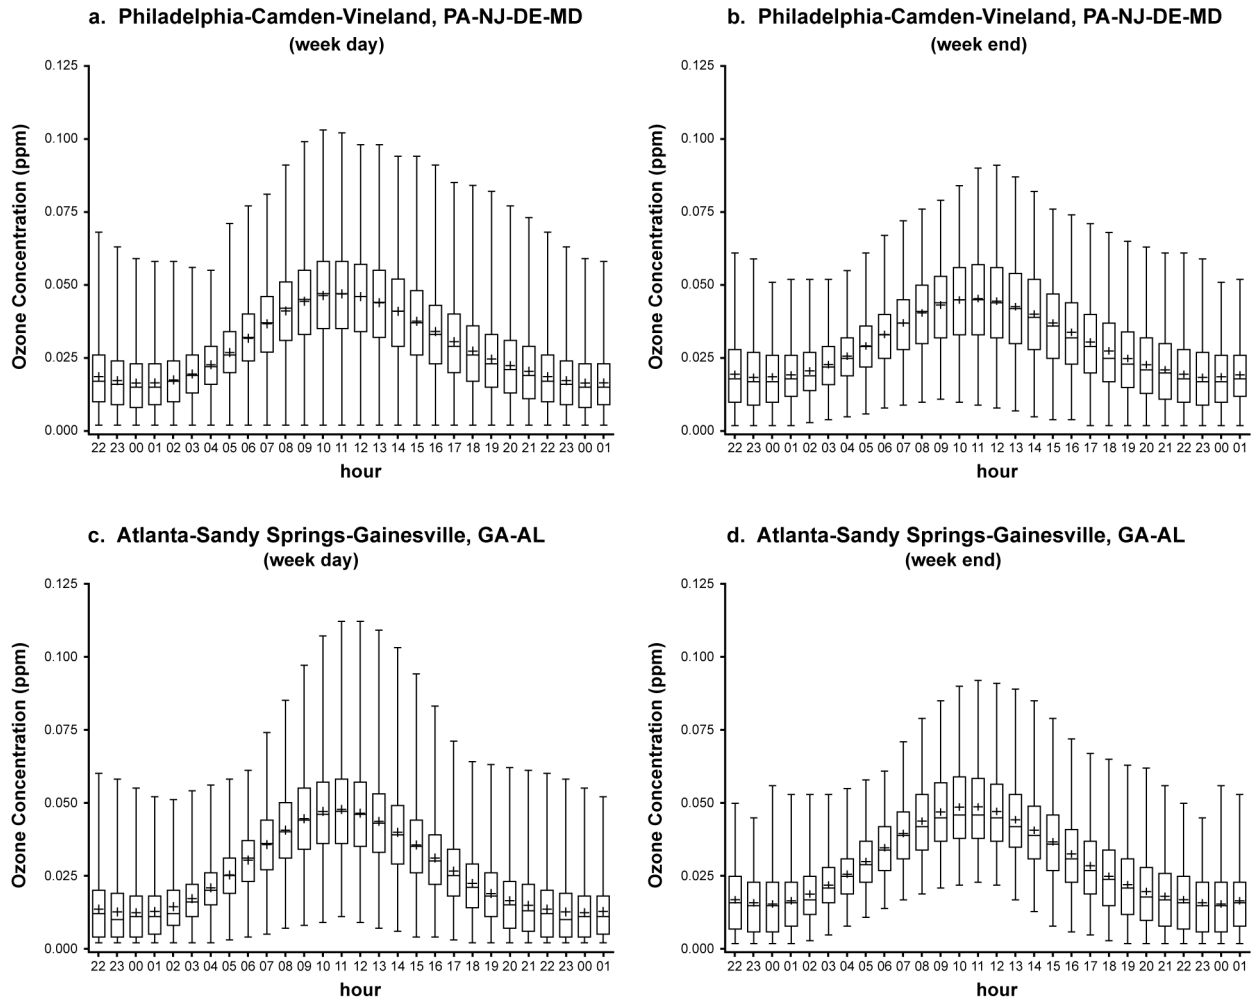 a. Philadelphia-Camden-Vineland, PA-NJ-DE-MD
(week day)
Ozone Concentration (ppm)
0.125
0.100
0.075
0.050
0.025
0.000
22 23 00 01 02 03 04 05 06 07 08 09 10 11 12 13 14 15 16 17 18 19 20 21 22 23 00 01
hour
b. Philadelphia-Camden-Vineland, PA-NJ-DE-MD
(week end)
Ozone Concentration (ppm)
0.125
0.100
0.075
0.050
0.025
0.000
22 23 00 01 02 03 04 05 06 07 08 09 10 11 12 13 14 15 16 17 18 19 20 21 22 23 00 01
hour
c. Atlanta-Sandy Springs-Gainesville, GA-AL
(week day)
Ozone Concentration (ppm)
0.125
0.100
0.075
0.050
0.025
0.000
22 23 00 01 02 03 04 05 06 07 08 09 10 11 12 13 14 15 16 17 18 19 20 21 22 23 00 01
hour
d. Atlanta-Sandy Springs-Gainesville, GA-AL
(week end)
Ozone Concentration (ppm)
0.125
0.100
0.075
0.050
0.025
0.000
22 23 00 01 02 03 04 05 06 07 08 09 10 11 12 13 14 15 16 17 18 19 20 21 22 23 00 01
hour